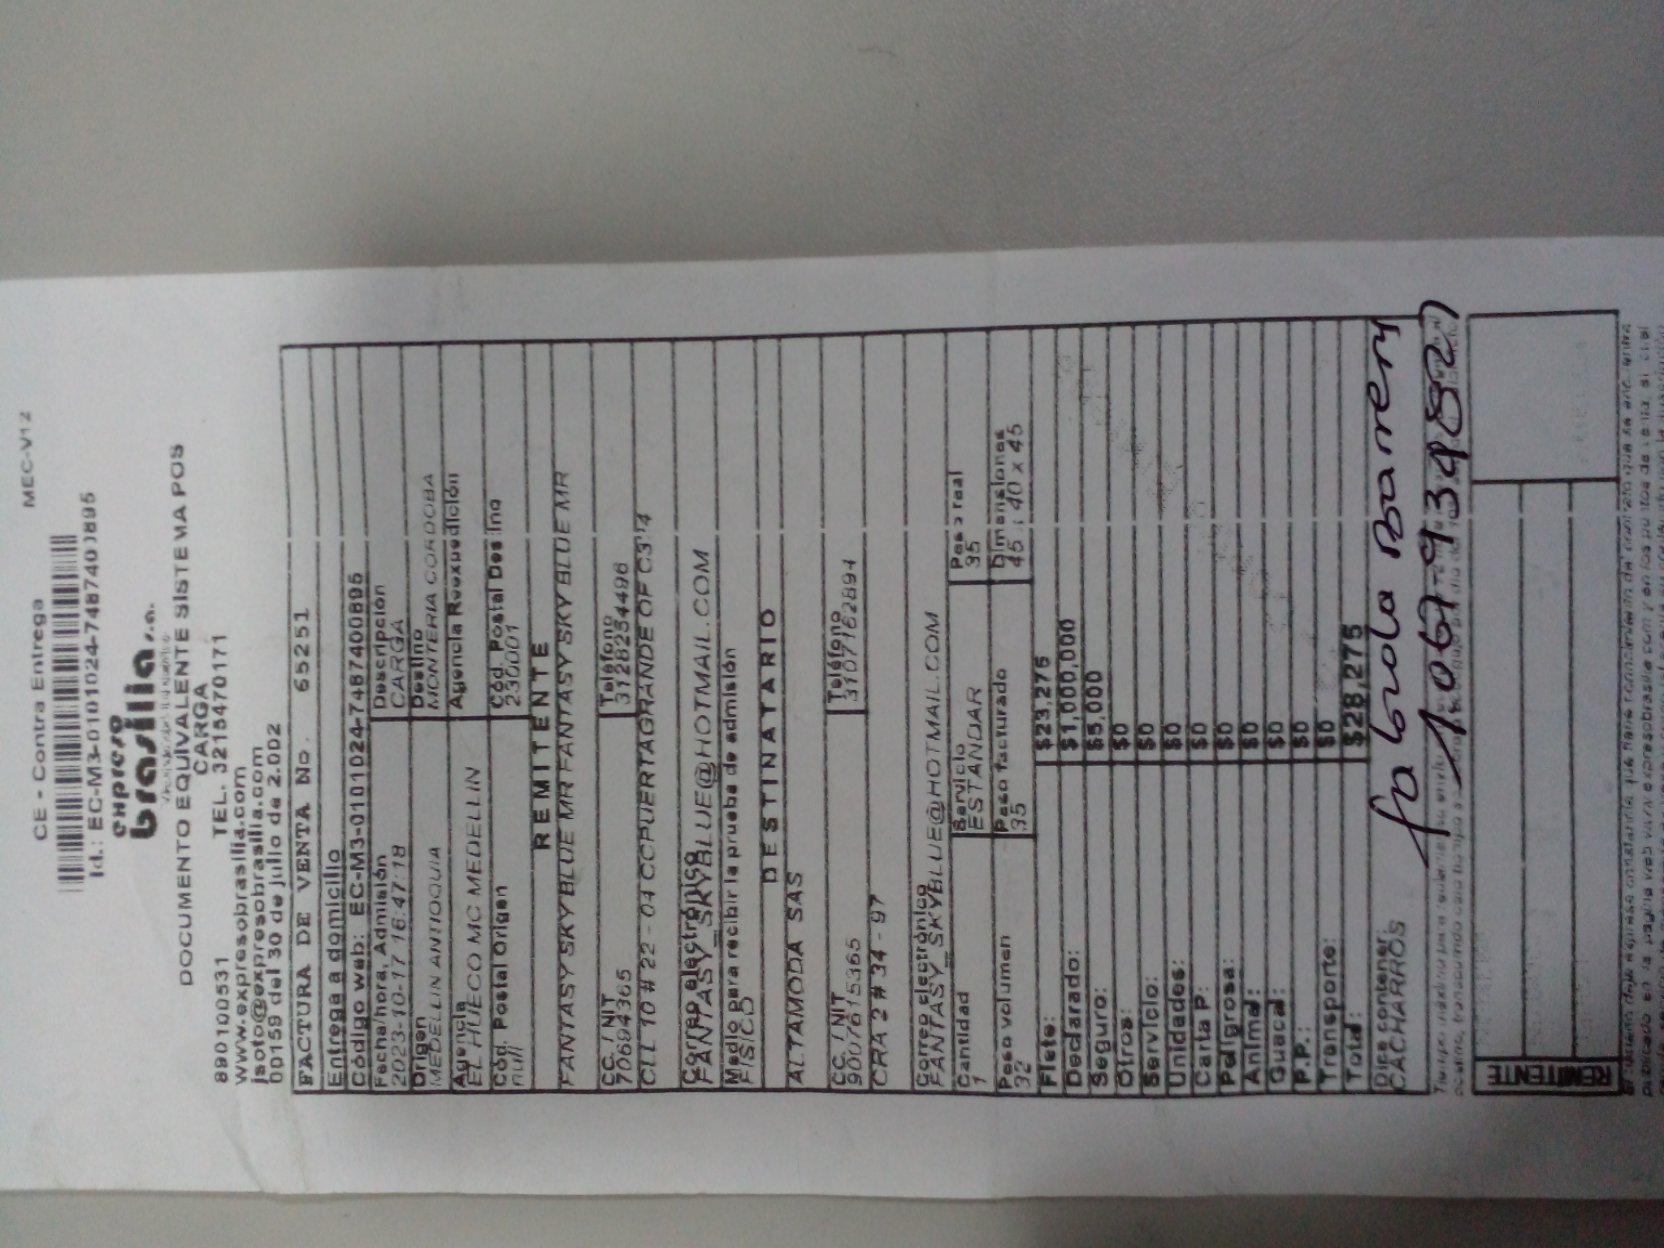 CE - Contra Entrega MEC-V12
Id.: EC-M3-0101024-7487400895
expreso
brasilia s.a.
DOCUMENTO EQUIVALENTE SISTEMA POS
CARGA
890100531 TEL. 3215470171
www.expresobrasilia.com
jsoto@expresobrasilia.com
00159 del 30 de julio de 2.002
FACTURA DE VENTA No. 65251
Entrega a domicilio
Código web: EC-M3-0101024-7487400895
Fecha/hora, Admisión Descripción
2023-10-17 16:47:18 CARGA
Origen Destino
MEDELLIN ANTIOQUIA MONTERIA CORDOBA
Agencia Agencia Reexpedición
EL HUECO MC MEDELLIN
Cód. Postal Origen Cód. Postal Destino
null 230001
REMITENTE
FANTASY SKY BLUE MR FANTASY SKY BLUE MR
CC. / NIT Teléfono
70694365 3128254496
CLL 10 # 22 - 04 CC PUERTAGRANDE OF C314
Correo electrónico
FANTASY_SKYBLUE@HOTMAIL.COM
Medio para recibir la prueba de admisión
FISICO
DESTINATARIO
ALTAMODA SAS
CC. / NIT Teléfono
9007615365 3107162894
CRA 2 # 34 - 97
Correo electrónico
FANTASY_SKYBLUE@HOTMAIL.COM
Cantidad Servicio Peso real
1 ESTANDAR 35
Peso volumen Peso facturado Dimensiones
32 35 45 x 40 x 45
Flete: $23,275
Declarado: $1,000,000
Seguro: $5,000
Otros: $0
Servicio: $0
Unidades: $0
Carta P: $0
Peligrosa: $0
Animal: $0
Guacal: $0
P.P.: $0
Transporte: $0
Total: $28,275
Dice contener:
CACHARROS
REMITENTE